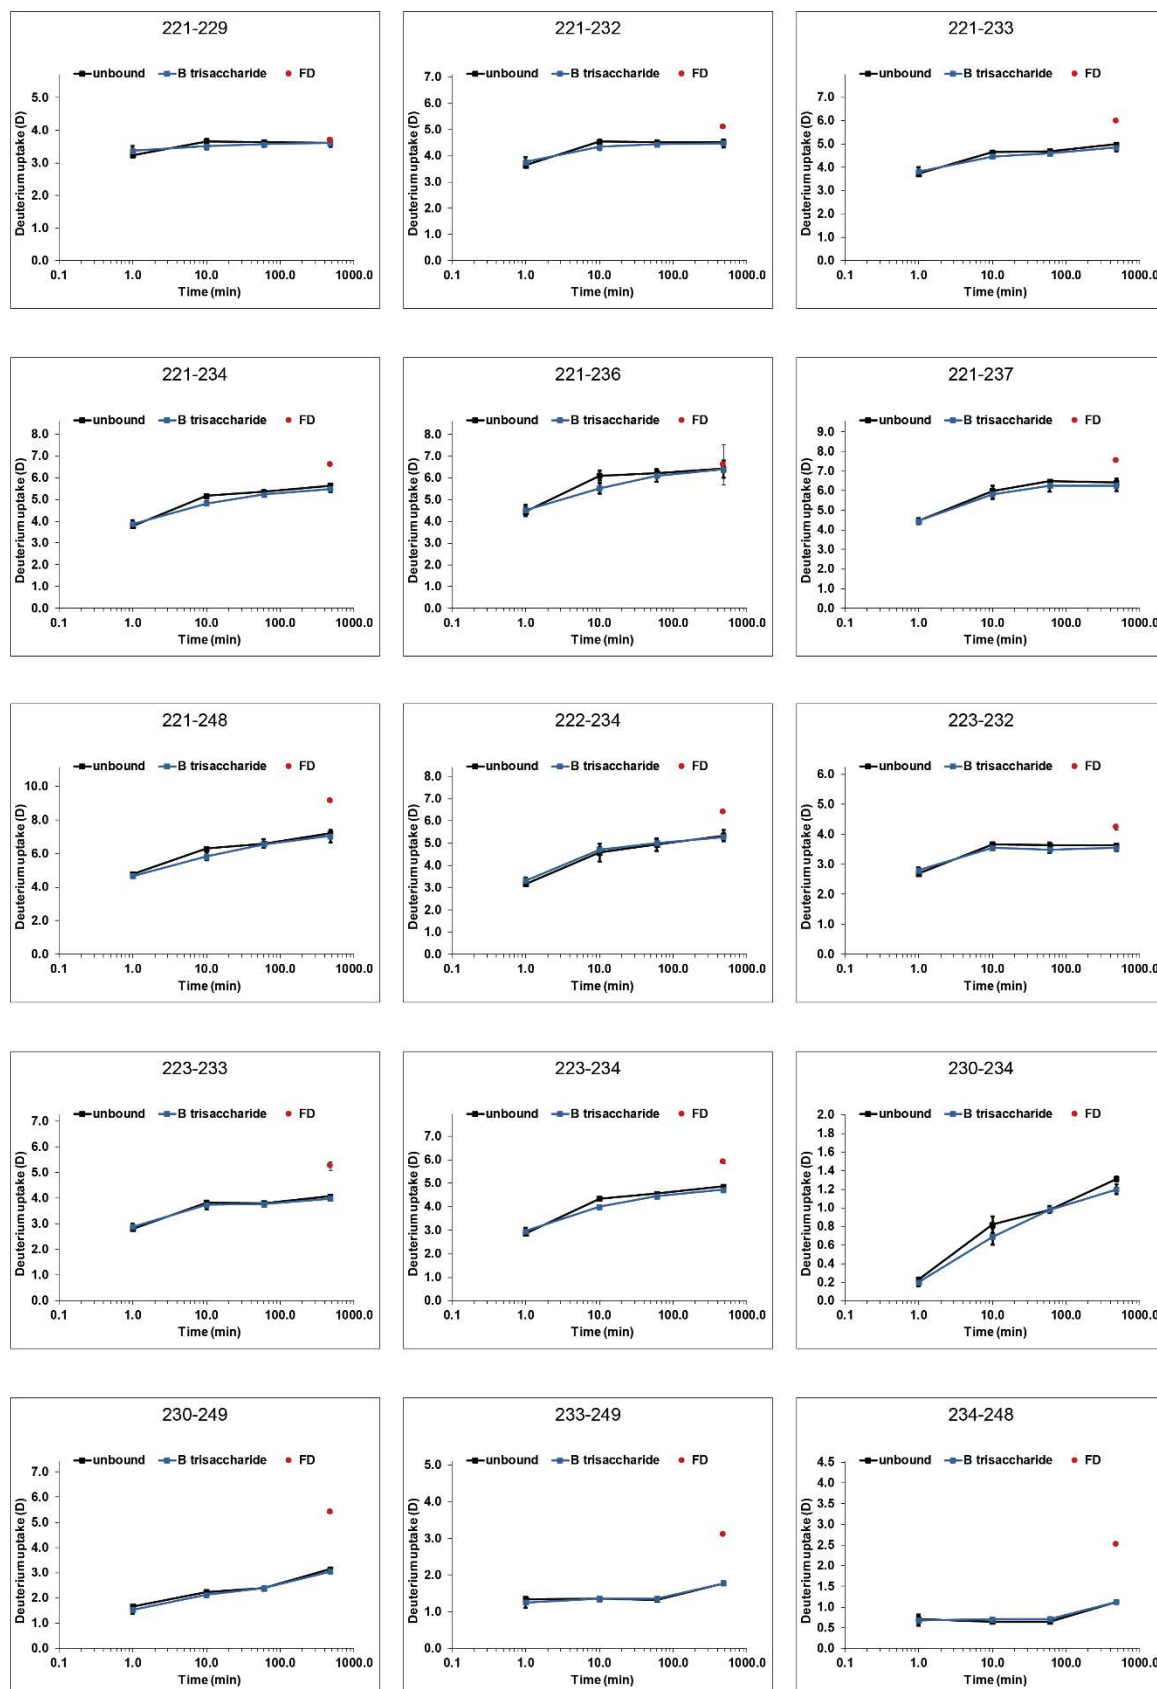 221-229
unbound B trisaccharide FD
Deuterium uptake (D)
5.0
4.0
3.0
2.0
1.0
0.0
0.1 1.0 10.0 100.0 1000.0
Time (min)
221-232
unbound B trisaccharide FD
Deuterium uptake (D)
7.0
6.0
5.0
4.0
3.0
2.0
1.0
0.0
0.1 1.0 10.0 100.0 1000.0
Time (min)
221-233
unbound B trisaccharide FD
Deuterium uptake (D)
7.0
6.0
5.0
4.0
3.0
2.0
1.0
0.0
0.1 1.0 10.0 100.0 1000.0
Time (min)
221-234
unbound B trisaccharide FD
Deuterium uptake (D)
8.0
7.0
6.0
5.0
4.0
3.0
2.0
1.0
0.0
0.1 1.0 10.0 100.0 1000.0
Time (min)
221-236
unbound B trisaccharide FD
Deuterium uptake (D)
8.0
7.0
6.0
5.0
4.0
3.0
2.0
1.0
0.0
0.1 1.0 10.0 100.0 1000.0
Time (min)
221-237
unbound B trisaccharide FD
Deuterium uptake (D)
9.0
8.0
7.0
6.0
5.0
4.0
3.0
2.0
1.0
0.0
0.1 1.0 10.0 100.0 1000.0
Time (min)
221-248
unbound B trisaccharide FD
Deuterium uptake (D)
10.0
8.0
6.0
4.0
2.0
0.0
0.1 1.0 10.0 100.0 1000.0
Time (min)
222-234
unbound B trisaccharide FD
Deuterium uptake (D)
8.0
7.0
6.0
5.0
4.0
3.0
2.0
1.0
0.0
0.1 1.0 10.0 100.0 1000.0
Time (min)
223-232
unbound B trisaccharide FD
Deuterium uptake (D)
6.0
5.0
4.0
3.0
2.0
1.0
0.0
0.1 1.0 10.0 100.0 1000.0
Time (min)
223-233
unbound B trisaccharide FD
Deuterium uptake (D)
7.0
6.0
5.0
4.0
3.0
2.0
1.0
0.0
0.1 1.0 10.0 100.0 1000.0
Time (min)
223-234
unbound B trisaccharide FD
Deuterium uptake (D)
7.0
6.0
5.0
4.0
3.0
2.0
1.0
0.0
0.1 1.0 10.0 100.0 1000.0
Time (min)
230-234
unbound B trisaccharide FD
Deuterium uptake (D)
2.0
1.8
1.6
1.4
1.2
1.0
0.8
0.6
0.4
0.2
0.0
0.1 1.0 10.0 100.0 1000.0
Time (min)
230-249
unbound B trisaccharide FD
Deuterium uptake (D)
7.0
6.0
5.0
4.0
3.0
2.0
1.0
0.0
0.1 1.0 10.0 100.0 1000.0
Time (min)
233-249
unbound B trisaccharide FD
Deuterium uptake (D)
5.0
4.0
3.0
2.0
1.0
0.0
0.1 1.0 10.0 100.0 1000.0
Time (min)
234-248
unbound B trisaccharide FD
Deuterium uptake (D)
4.5
4.0
3.5
3.0
2.5
2.0
1.5
1.0
0.5
0.0
0.1 1.0 10.0 100.0 1000.0
Time (min)